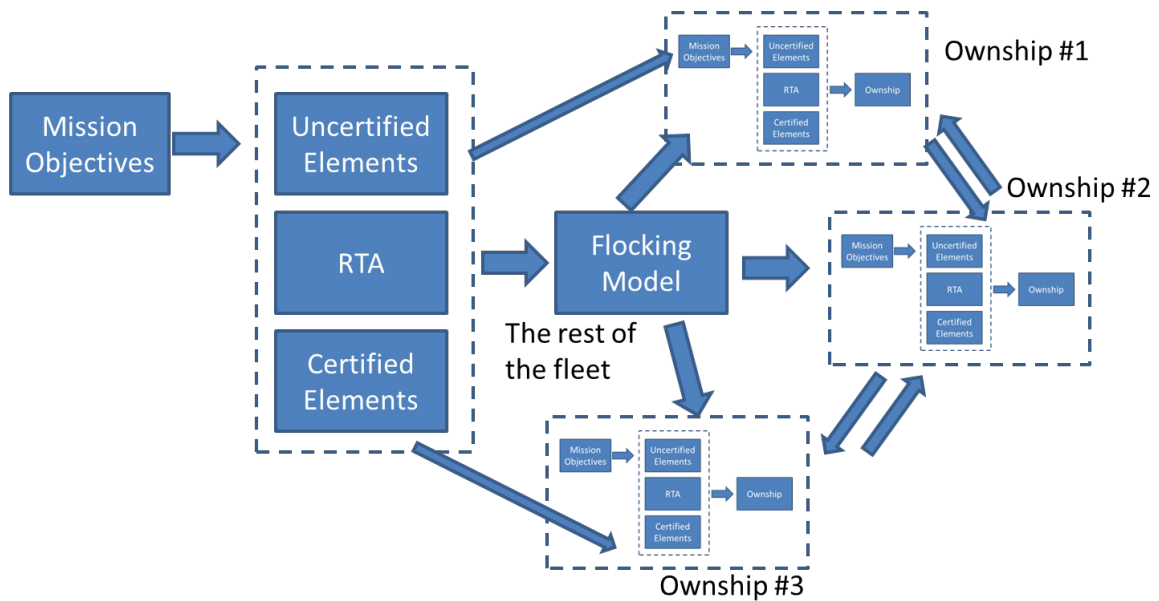 Mission
Objectives
Uncertified
Elements
RTA
Certified
Elements
Flocking
Model
The rest of
the fleet
Mission
Objectives
Uncertified
Elements
RTA
Certified Elements
Ownship
Ownship #1
Ownship #2
Mission
Objectives
Uncertified
Elements
RTA
Certified
Elements
Ownship
Mission
Objectives
Uncertified
Elements
RTA
Certified
Elements
Ownship
Ownship #3